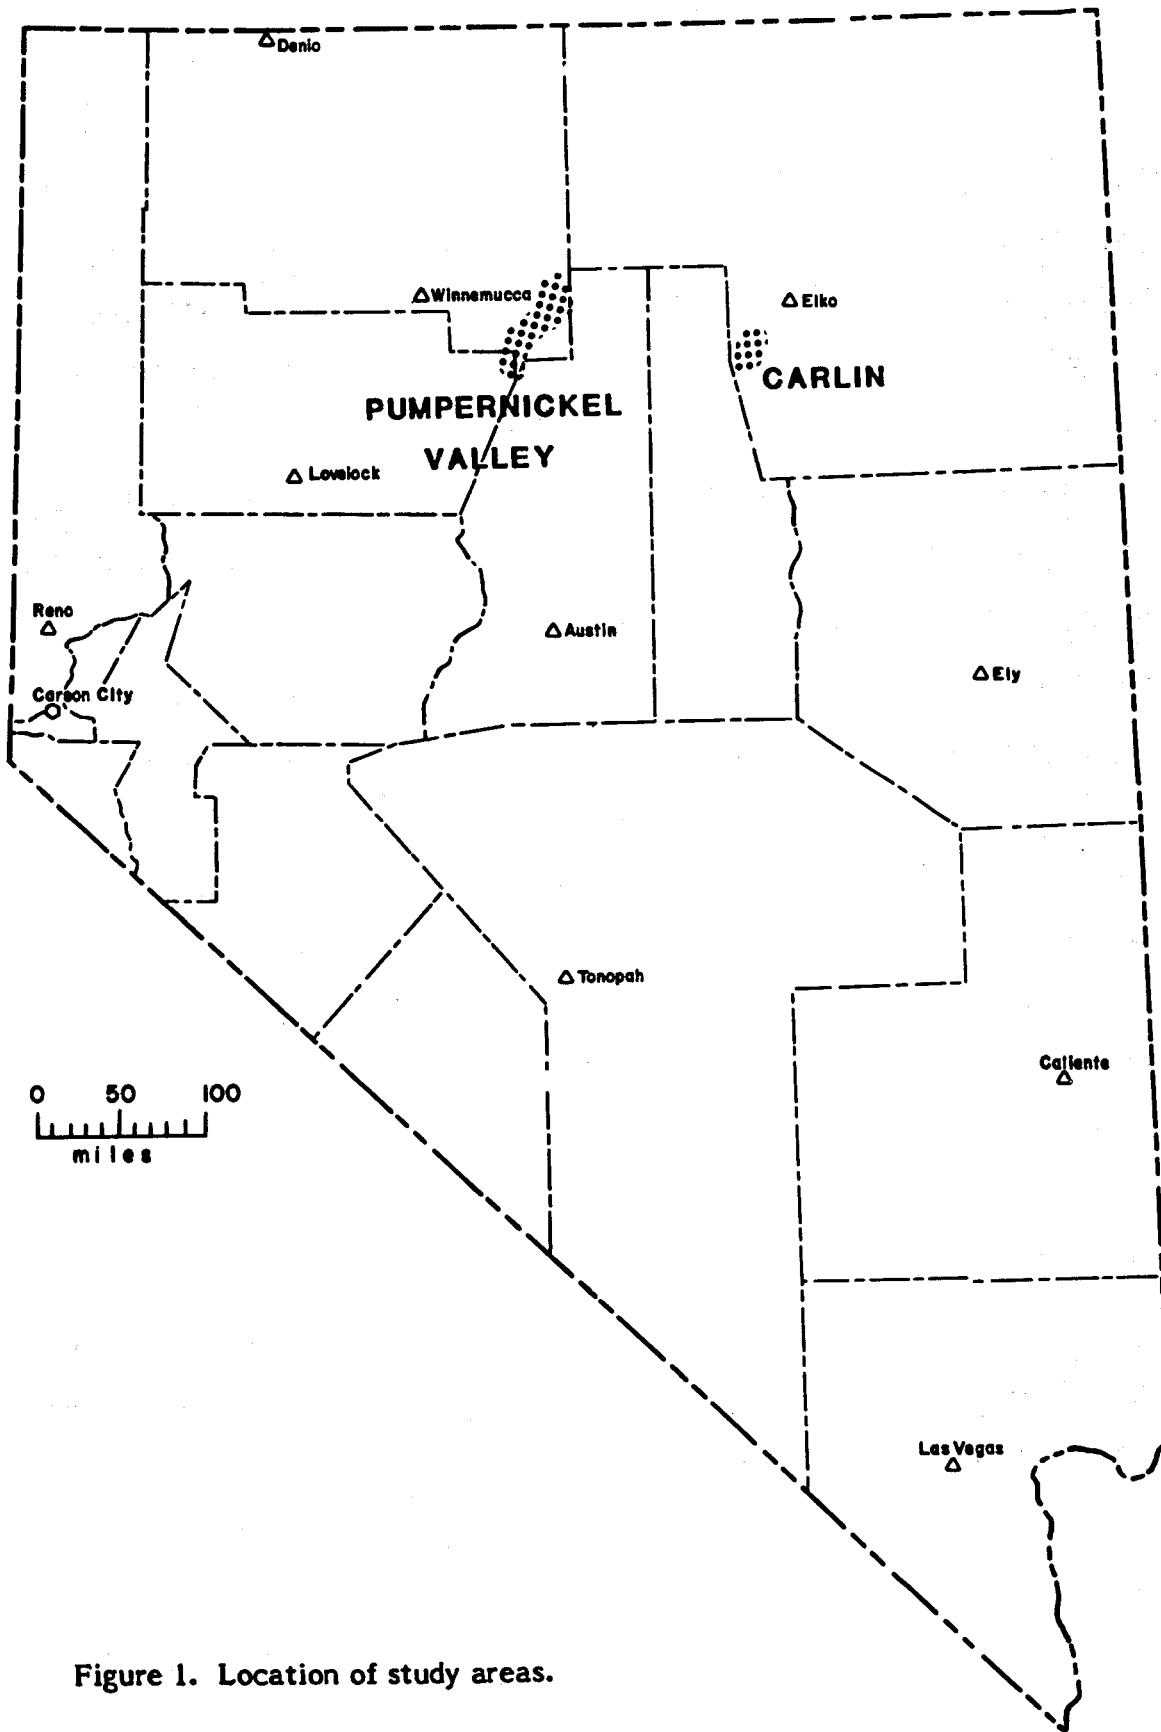 Denio
Winnemucca
Elko
CARLIN
PUMPERNICKEL
VALLEY
Lovelock
Reno
Austin
Ely
Carson City
Tonopah
Caliente
0 50 100
miles
Las Vegas
Figure 1. Location of study areas.